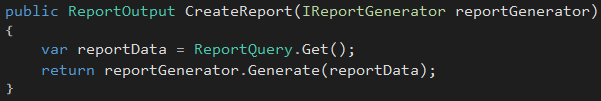 public ReportOutput CreateReport(IReportGenerator reportGenerator)
{
    var reportData = ReportQuery.Get();
    return reportGenerator.Generate(reportData);
}